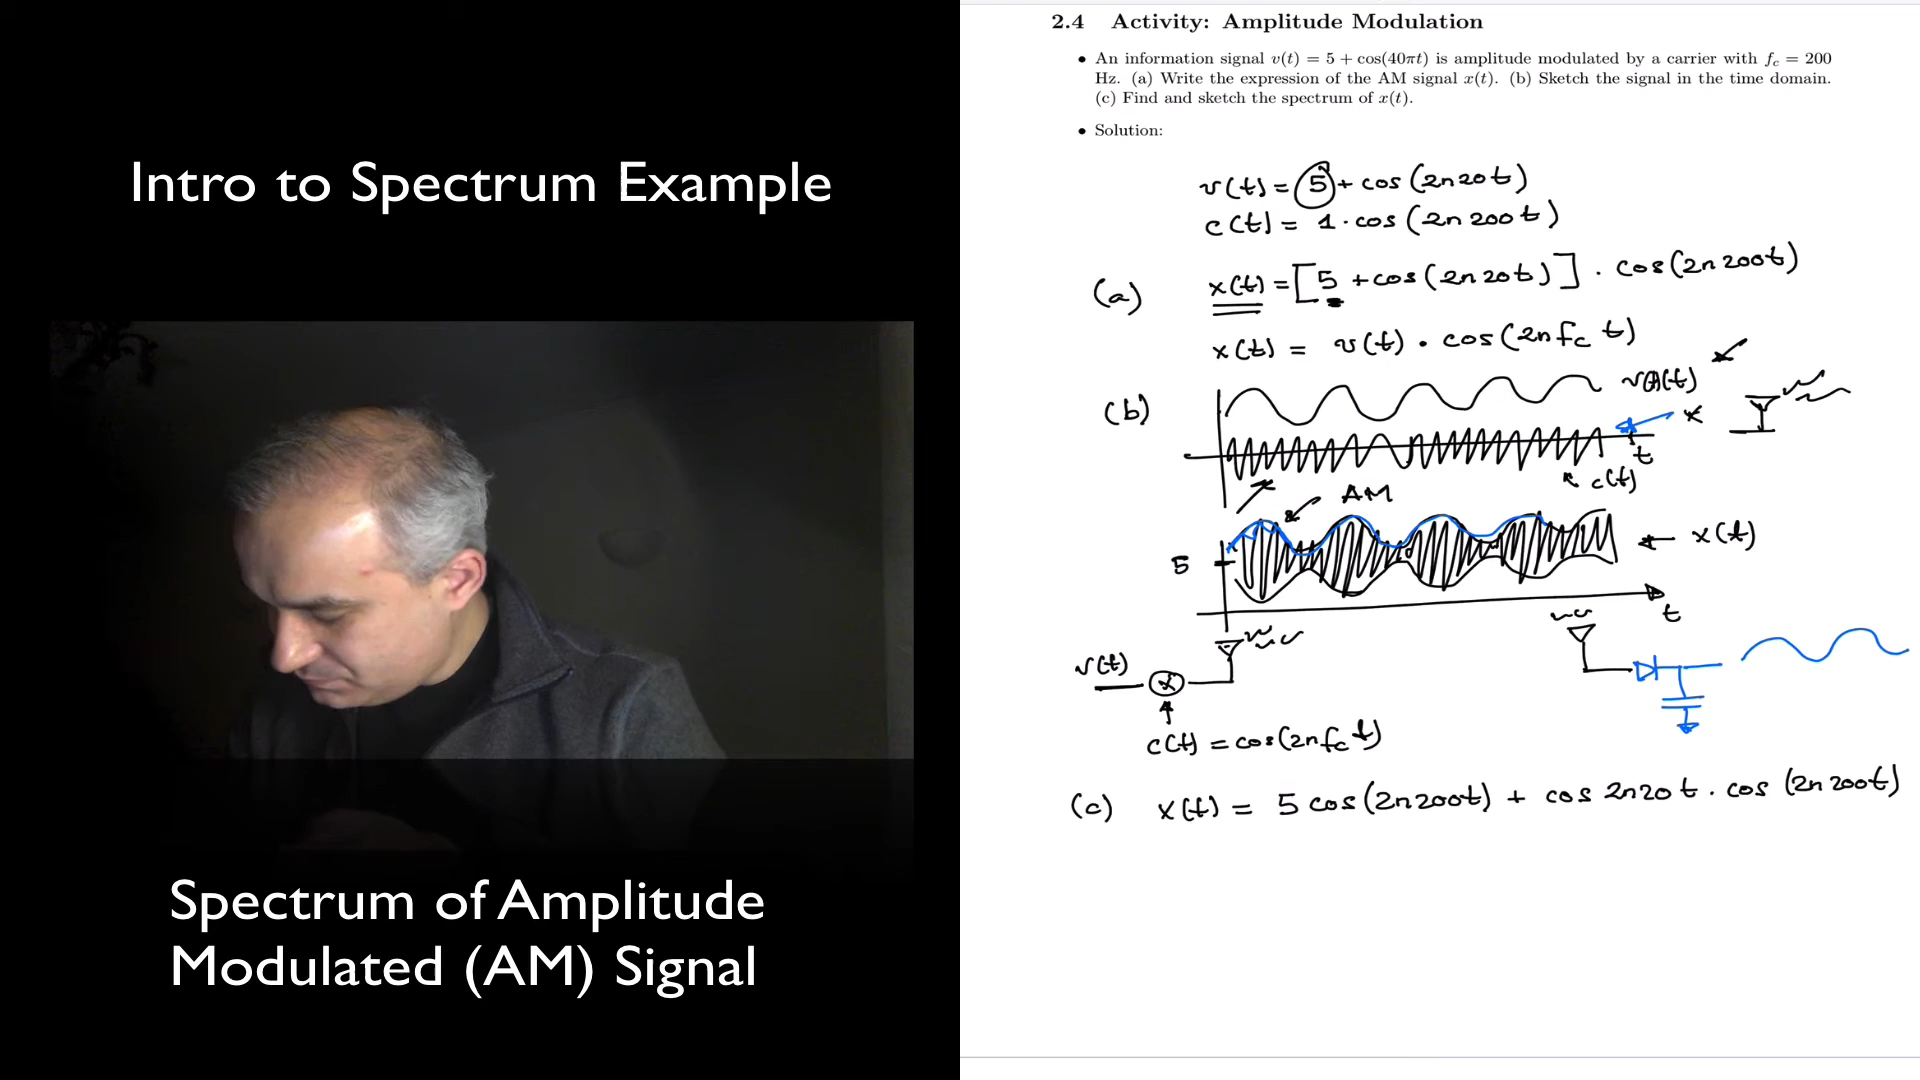 Intro to Spectrum Example
Spectrum of Amplitude
Modulated (AM) Signal
2.4 Activity: Amplitude Modulation
• An information signal v(t) = 5 + cos(40πt) is amplitude modulated by a carrier with f_c = 200
Hz. (a) Write the expression of the AM signal x(t). (b) Sketch the signal in the time domain.
(c) Find and sketch the spectrum of x(t).
• Solution:
v(t) = 5 + cos(2π20t)
c(t) = 1·cos(2π200t)
(a) x(t) = [5 + cos(2π20t)] · cos(2π200t)
x(t) = v(t) · cos(2πf_c t)
(b)
t
c(t)
AM
5
x(t)
t
v(t)
x
c(t) = cos(2πf_c t)
(c) x(t) = 5 cos(2π200t) + cos 2π20t · cos(2π200t)